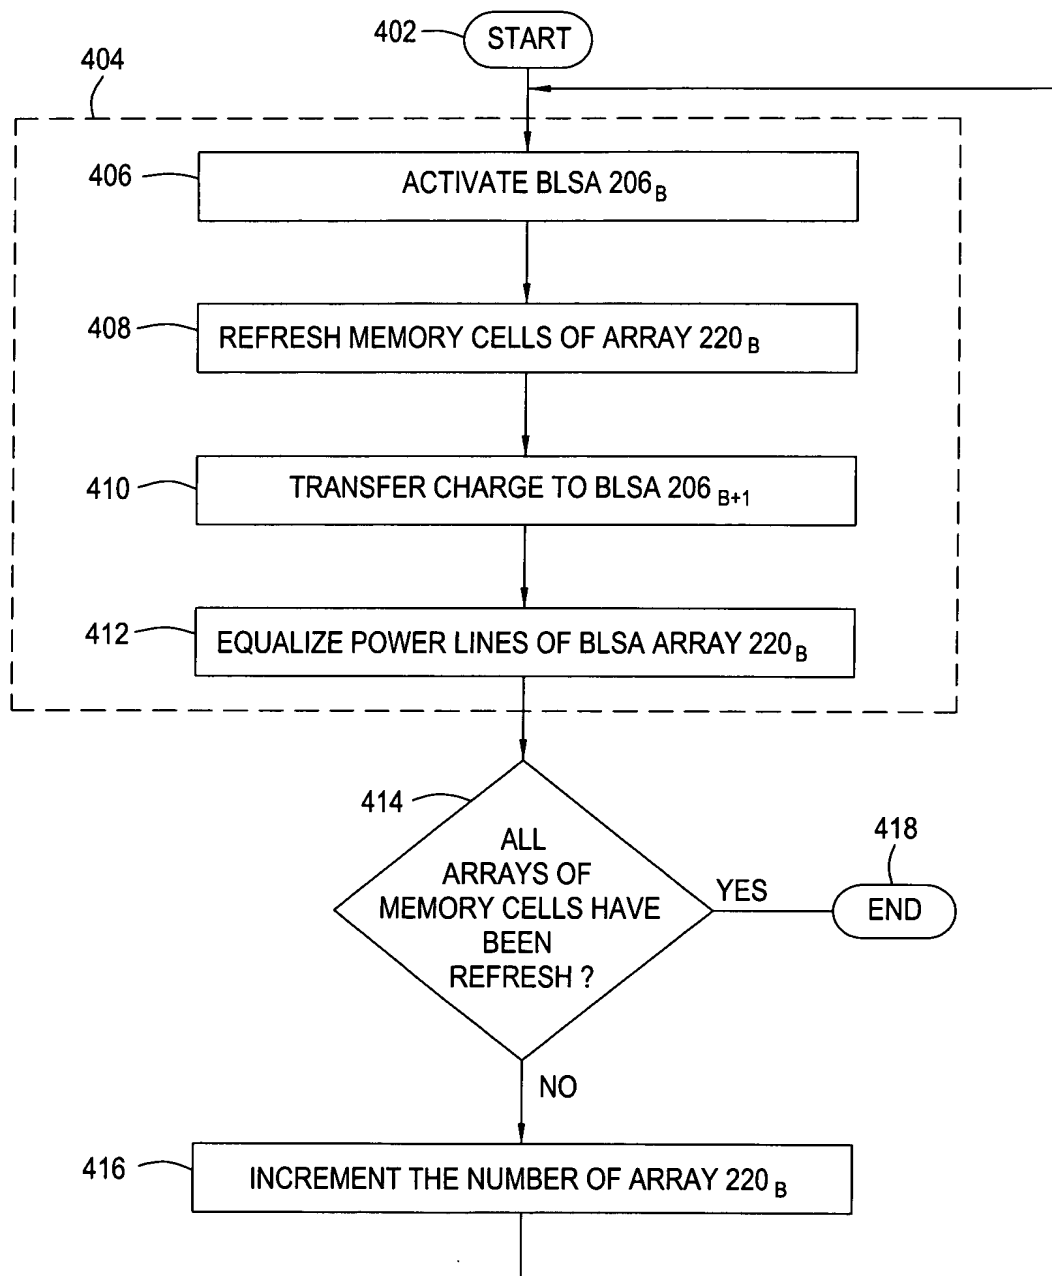 402 START
404
406 ACTIVATE BLSA 206B
408 REFRESH MEMORY CELLS OF ARRAY 220B
410 TRANSFER CHARGE TO BLSA 206B+1
412 EQUALIZE POWER LINES OF BLSA ARRAY 220B
414
ALL
ARRAYS OF
MEMORY CELLS HAVE
BEEN
REFRESH ?
YES
418
END
NO
416 INCREMENT THE NUMBER OF ARRAY 220B